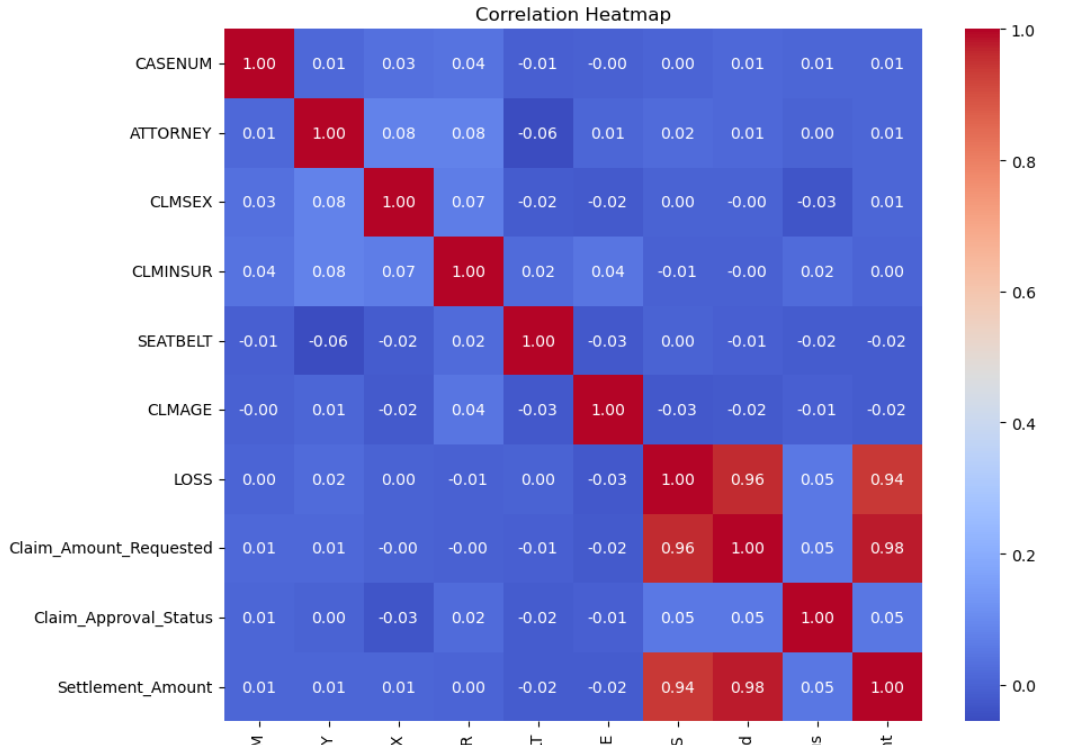 Correlation Heatmap
CASENUM 1.00 0.01 0.03 0.04 -0.01 -0.00 0.00 0.01 0.01 0.01
ATTORNEY 0.01 1.00 0.08 0.08 -0.06 0.01 0.02 0.01 0.00 0.01
CLMSEX 0.03 0.08 1.00 0.07 -0.02 -0.02 0.00 -0.00 -0.03 0.01
CLMINSUR 0.04 0.08 0.07 1.00 0.02 0.04 -0.01 -0.00 0.02 0.00
SEATBELT -0.01 -0.06 -0.02 0.02 1.00 -0.03 0.00 -0.01 -0.02 -0.02
CLMAGE -0.00 0.01 -0.02 0.04 -0.03 1.00 -0.03 -0.02 -0.01 -0.02
LOSS 0.00 0.02 0.00 -0.01 0.00 -0.03 1.00 0.96 0.05 0.94
Claim_Amount_Requested 0.01 0.01 -0.00 -0.00 -0.01 -0.02 0.96 1.00 0.05 0.98
Claim_Approval_Status 0.01 0.00 -0.03 0.02 -0.02 -0.01 0.05 0.05 1.00 0.05
Settlement_Amount 0.01 0.01 0.01 0.00 -0.02 -0.02 0.94 0.98 0.05 1.00
1.0
0.8
0.6
0.4
0.2
0.0